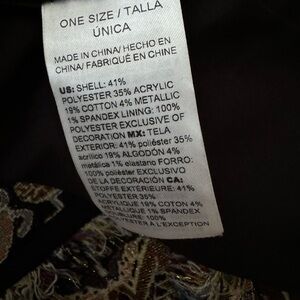 ONE SIZE / TALLA
ÚNICA
MADE IN CHINA/ HECHO EN
CHINA/ FABRIQUÉ EN CHINE
US: SHELL: 41%
POLYESTER 35% ACRYLIC
19% COTTON 4% METALLIC
1% SPANDEX LINING: 100%
POLYESTER EXCLUSIVE OF
DECORATION MX: TELA
EXTERIOR: 41% poliéster 35%
acrílico 19% ALGODÓN 4%
metálica 1% elastano FORRO:
100% poliéster EXCLUSIVO
DE LA DECORACIÓN CA:
ÉTOFFE EXTÉRIEURE: 41%
POLYESTER 35%
ACRYLIQUE 19% COTON 4%
METALLIQUE 1% SPANDEX
DOUBLURE: 100%
POLYESTER À L'EXCEPTION